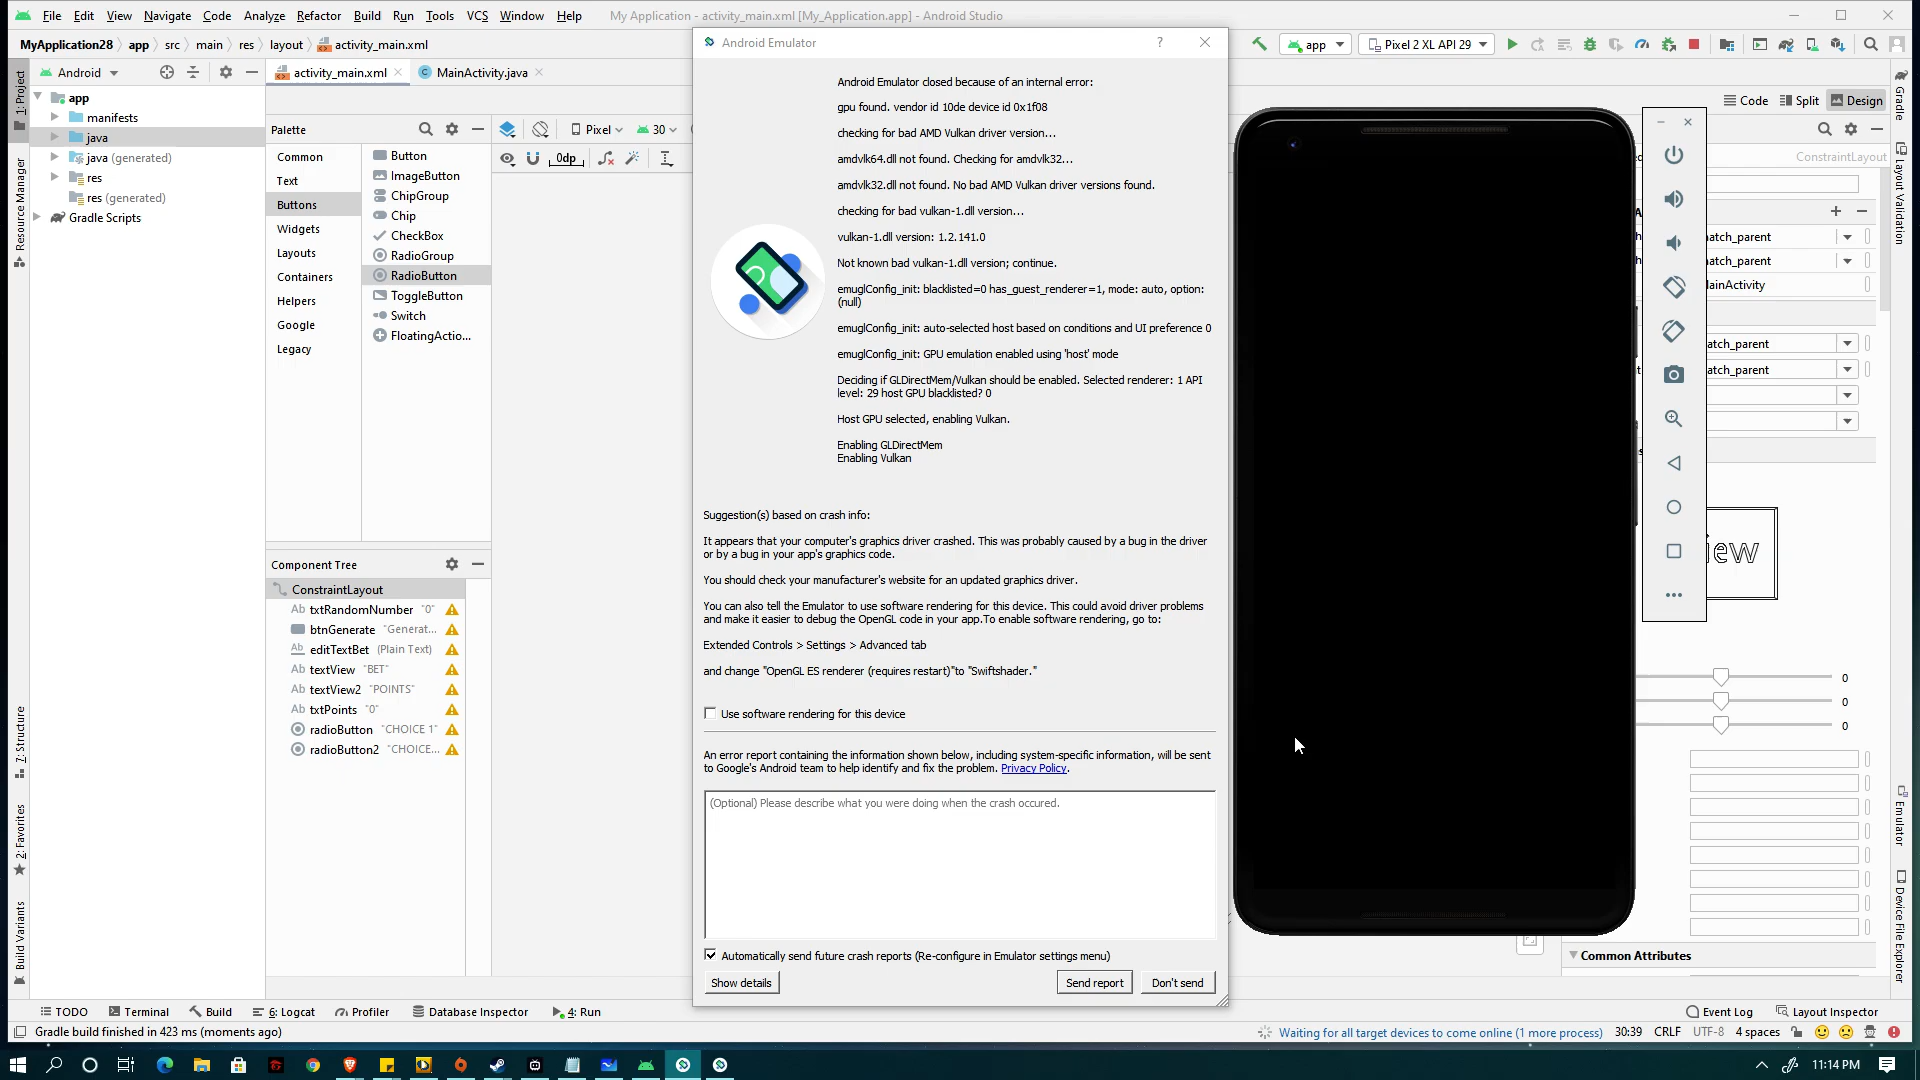 File Edit View Navigate Code Analyze Refactor Build Run Tools VCS Window Help My Application - activity_main.xml [My_Application.app] - Android Studio
MyApplication28 app src main res layout activity_main.xml
app Pixel 2 XL API 29
Android
activity_main.xml MainActivity.java
1: Project
Resource Manager
7: Structure
2: Favorites
Build Variants
app
manifests
java
java (generated)
res
res (generated)
Gradle Scripts
Palette
Common
Text
Buttons
Widgets
Layouts
Containers
Helpers
Google
Legacy
Button
ImageButton
ChipGroup
Chip
CheckBox
RadioGroup
RadioButton
ToggleButton
Switch
FloatingActio...
Pixel 30
0dp
Component Tree
ConstraintLayout
txtRandomNumber "0"
btnGenerate "Generat...
editTextBet (Plain Text)
textView "BET"
textView2 "POINTS"
txtPoints "0"
radioButton "CHOICE 1"
radioButton2 "CHOICE...
Android Emulator
Android Emulator closed because of an internal error:
gpu found. vendor id 10de device id 0x1f08
checking for bad AMD Vulkan driver version...
amdvlk64.dll not found. Checking for amdvlk32...
amdvlk32.dll not found. No bad AMD Vulkan driver versions found.
checking for bad vulkan-1.dll version...
vulkan-1.dll version: 1.2.141.0
Not known bad vulkan-1.dll version; continue.
emuglConfig_init: blacklisted=0 has_guest_renderer=1, mode: auto, option:
(null)
emuglConfig_init: auto-selected host based on conditions and UI preference 0
emuglConfig_init: GPU emulation enabled using 'host' mode
Deciding if GLDirectMem/Vulkan should be enabled. Selected renderer: 1 API
level: 29 host GPU blacklisted? 0
Host GPU selected, enabling Vulkan.
Enabling GLDirectMem
Enabling Vulkan
Suggestion(s) based on crash info:
It appears that your computer's graphics driver crashed. This was probably caused by a bug in the driver
or by a bug in your app's graphics code.
You should check your manufacturer's website for an updated graphics driver.
You can also tell the Emulator to use software rendering for this device. This could avoid driver problems
and make it easier to debug the OpenGL code in your app.To enable software rendering, go to:
Extended Controls > Settings > Advanced tab
and change "OpenGL ES renderer (requires restart)"to "Swiftshader."
Use software rendering for this device
An error report containing the information shown below, including system-specific information, will be sent
to Google's Android team to help identify and fix the problem. Privacy Policy.
(Optional) Please describe what you were doing when the crash occured.
Automatically send future crash reports (Re-configure in Emulator settings menu)
Show details Send report Don't send
Code Split Design
ConstraintLayout
atch_parent
atch_parent
ainActivity
atch_parent
atch_parent
iew
0
0
0
Common Attributes
Gradle
Layout Validation
Emulator
Device File Explorer
TODO Terminal Build 6: Logcat Profiler Database Inspector 4: Run Event Log Layout Inspector
Gradle build finished in 423 ms (moments ago) Waiting for all target devices to come online (1 more process) 30:39 CRLF UTF-8 4 spaces
11:14 PM